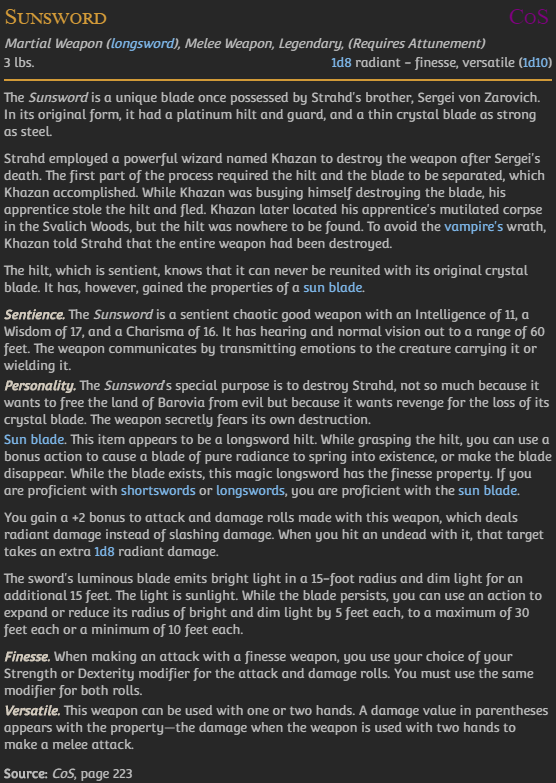 SUNSWORD CoS
Martial Weapon (longsword), Melee Weapon, Legendary, (Requires Attunement)
3 lbs. 1d8 radiant - finesse, versatile (1d10)
The Sunsword is a unique blade once possessed by Strahd's brother, Sergei von Zarovich.
In its original form, it had a platinum hilt and guard, and a thin crystal blade as strong
as steel.
Strahd employed a powerful wizard named Khazan to destroy the weapon after Sergei's
death. The first part of the process required the hilt and the blade to be separated, which
Khazan accomplished. While Khazan was busying himself destroying the blade, his
apprentice stole the hilt and fled. Khazan later located his apprentice's mutilated corpse
in the Svalich Woods, but the hilt was nowhere to be found. To avoid the vampire's wrath,
Khazan told Strahd that the entire weapon had been destroyed.
The hilt, which is sentient, knows that it can never be reunited with its original crystal
blade. It has, however, gained the properties of a sun blade.
Sentience. The Sunsword is a sentient chaotic good weapon with an Intelligence of 11, a
Wisdom of 17, and a Charisma of 16. It has hearing and normal vision out to a range of 60
feet. The weapon communicates by transmitting emotions to the creature carrying it or
wielding it.
Personality. The Sunsword's special purpose is to destroy Strahd, not so much because it
wants to free the land of Barovia from evil but because it wants revenge for the loss of its
crystal blade. The weapon secretly fears its own destruction.
Sun blade. This item appears to be a longsword hilt. While grasping the hilt, you can use a
bonus action to cause a blade of pure radiance to spring into existence, or make the blade
disappear. While the blade exists, this magic longsword has the finesse property. If you
are proficient with shortswords or longswords, you are proficient with the sun blade.
You gain a +2 bonus to attack and damage rolls made with this weapon, which deals
radiant damage instead of slashing damage. When you hit an undead with it, that target
takes an extra 1d8 radiant damage.
The sword's luminous blade emits bright light in a 15-foot radius and dim light for an
additional 15 feet. The light is sunlight. While the blade persists, you can use an action to
expand or reduce its radius of bright and dim light by 5 feet each, to a maximum of 30
feet each or a minimum of 10 feet each.
Finesse. When making an attack with a finesse weapon, you use your choice of your
Strength or Dexterity modifier for the attack and damage rolls. You must use the same
modifier for both rolls.
Versatile. This weapon can be used with one or two hands. A damage value in parentheses
appears with the property—the damage when the weapon is used with two hands to
make a melee attack.
Source: CoS, page 223